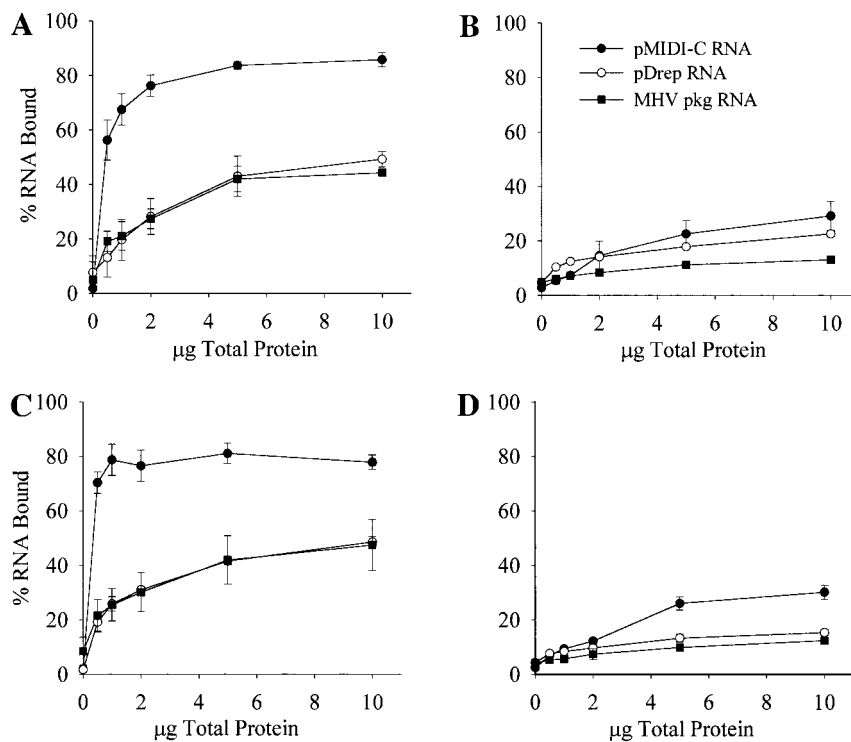 A
100
80
60
40
20
0
% RNA Bound
0 2 4 6 8 10
μg Total Protein
B
100
80
60
40
20
0
pMIDI-C RNA
pDrep RNA
MHV pkg RNA
0 2 4 6 8 10
μg Total Protein
C
100
80
60
40
20
0
% RNA Bound
0 2 4 6 8 10
μg Total Protein
D
100
80
60
40
20
0
0 2 4 6 8 10
μg Total Protein